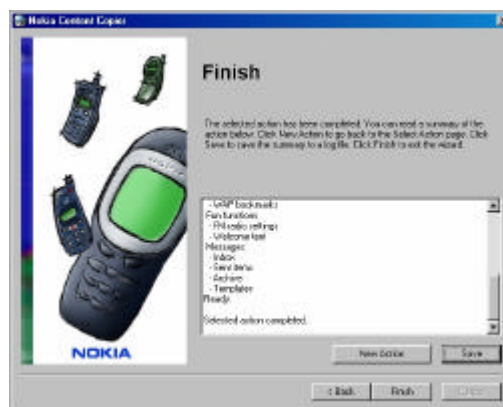 Nokia Content Copier
Finish
The selected action has been completed. You can read a summary of the
action below. Click New Action to go back to the Select Action page. Click
Save to save the summary to a log file. Click Finish to exit the wizard.
- WAP bookmarks
Fun functions
- FM radio settings
- Welcome text
Messages:
- Inbox
- Sent items
- Archive
- Templates
Ready.
Selected action completed.
NOKIA
New Action
Save
< Back
Finish